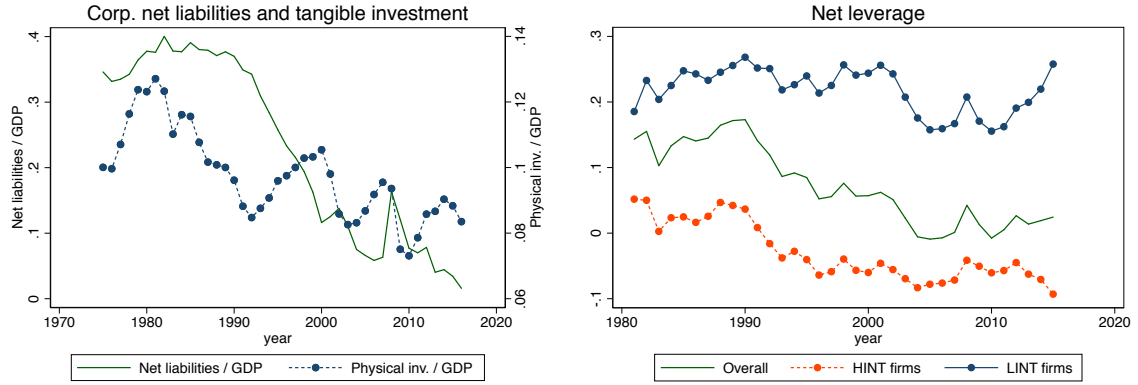 Corp. net liabilities and tangible investment
Net liabilities / GDP
0 .1 .2 .3 .4
Physical inv. / GDP
.06 .08 .1 .12 .14
1970 1980 1990 2000 2010 2020
year
Net liabilities / GDP Physical inv. / GDP
Net leverage
-.1 0 .1 .2 .3
1980 1990 2000 2010 2020
year
Overall HINT firms LINT firms